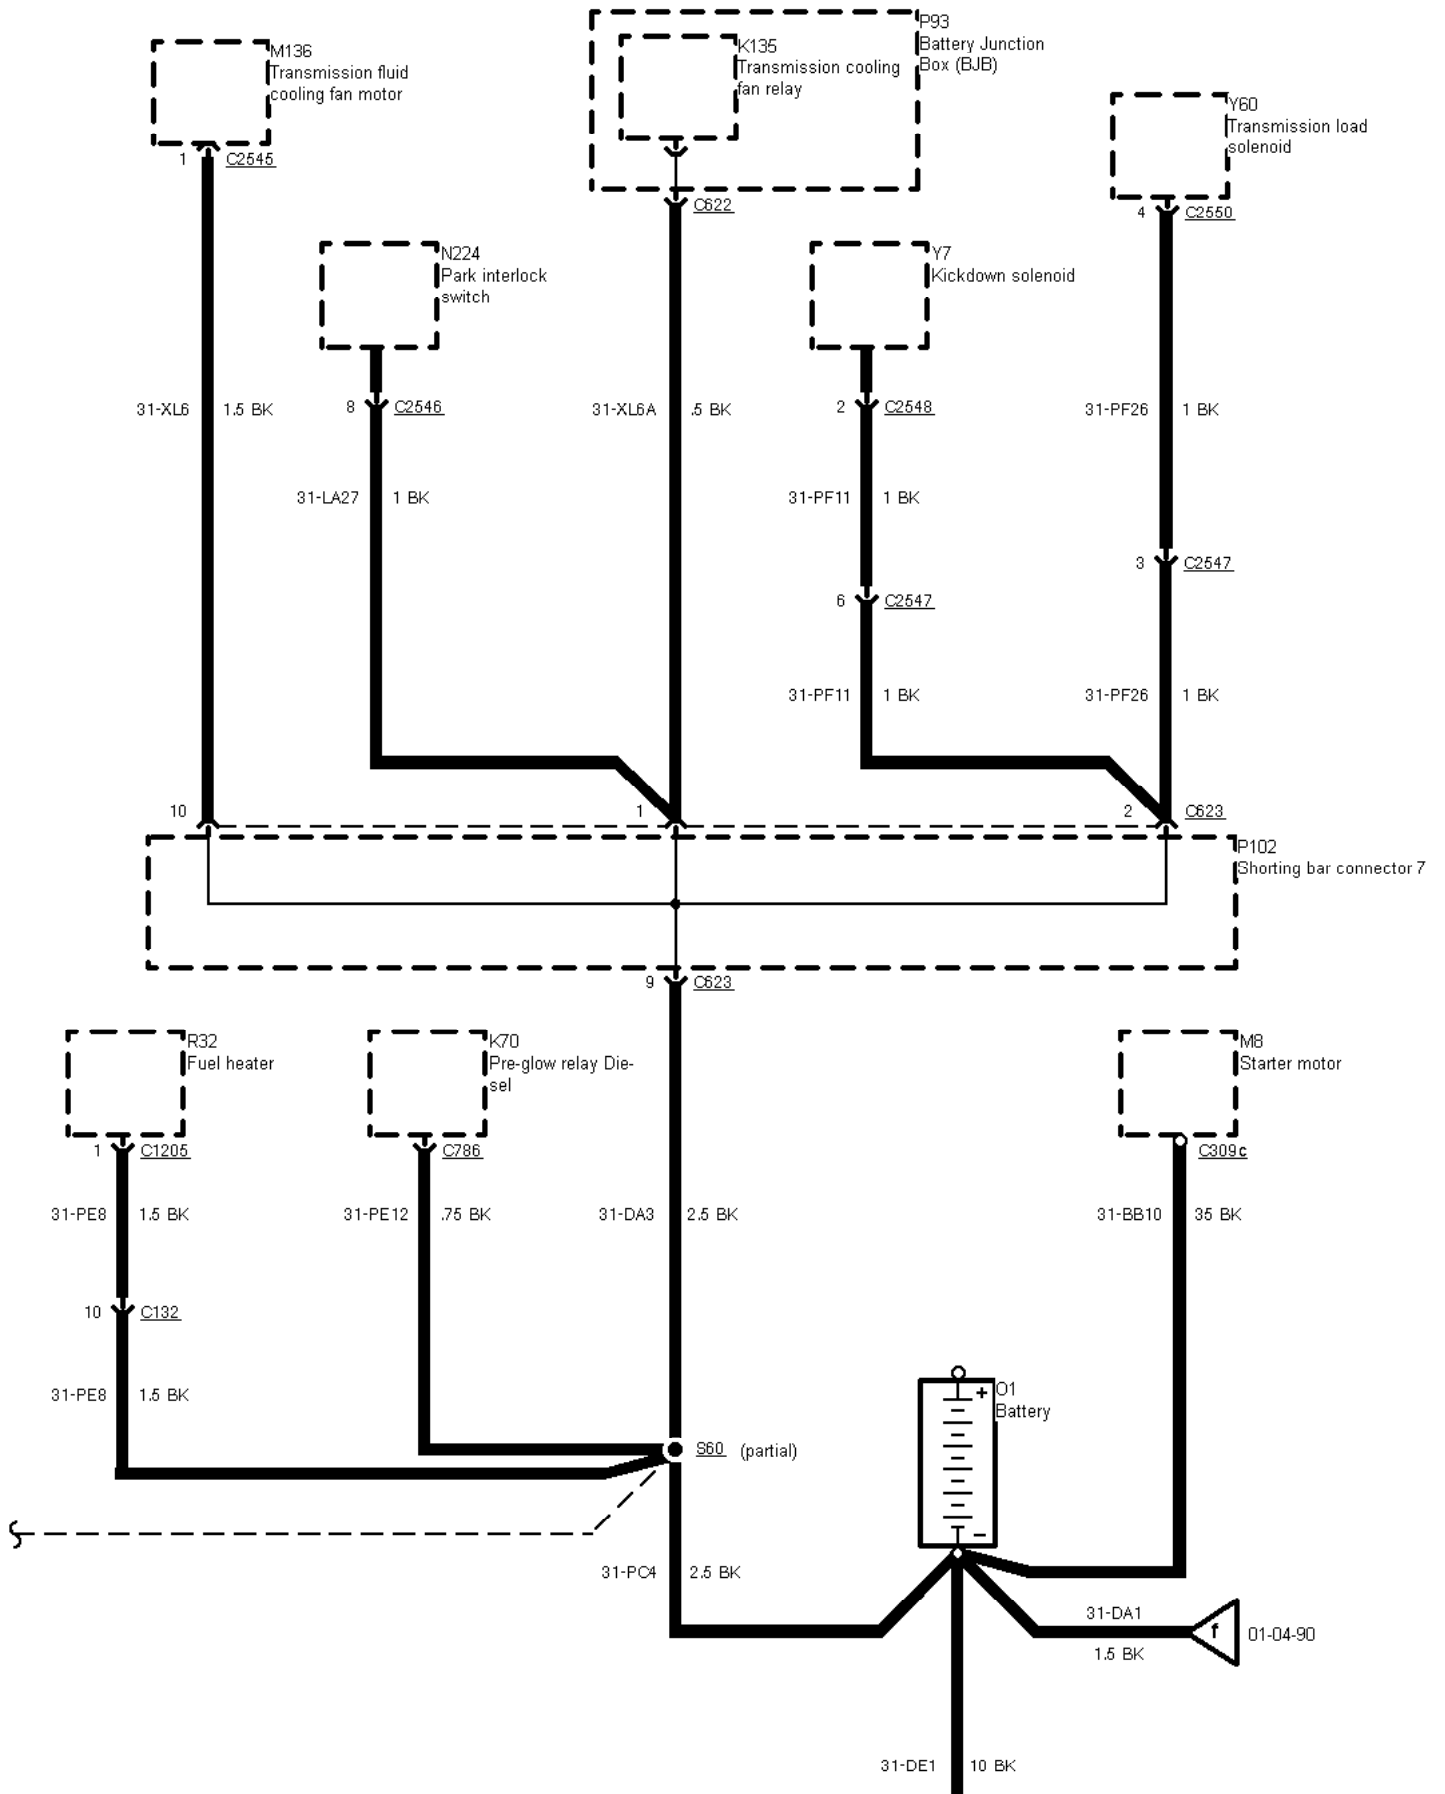 P93
Battery Junction
Box (BJB)
K135
Transmission cooling
fan relay
M136
Transmission fluid
cooling fan motor
1 C2545
Y60
Transmission load
solenoid
C622
4 C2550
N224
Park interlock
switch
Y7
Kickdown solenoid
31-XL6 1.5 BK
8 C2546
31-XL6A .5 BK
2 C2548
31-PF26 1 BK
31-LA27 1 BK
31-PF11 1 BK
3 C2547
6 C2547
31-PF11 1 BK
31-PF26 1 BK
10
1
2 C623
P102
Shorting bar connector 7
9 C623
R32
Fuel heater
K70
Pre-glow relay Die-
sel
M8
Starter motor
1 C1205
C786
C309c
31-PE8 1.5 BK
31-PE12 .75 BK
31-DA3 2.5 BK
31-BB10 35 BK
10 C132
31-PE8 1.5 BK
+
O1
Battery
S60 (partial)
–
31-PC4 2.5 BK
31-DA1
1.5 BK
f
01-04-90
31-DE1 10 BK